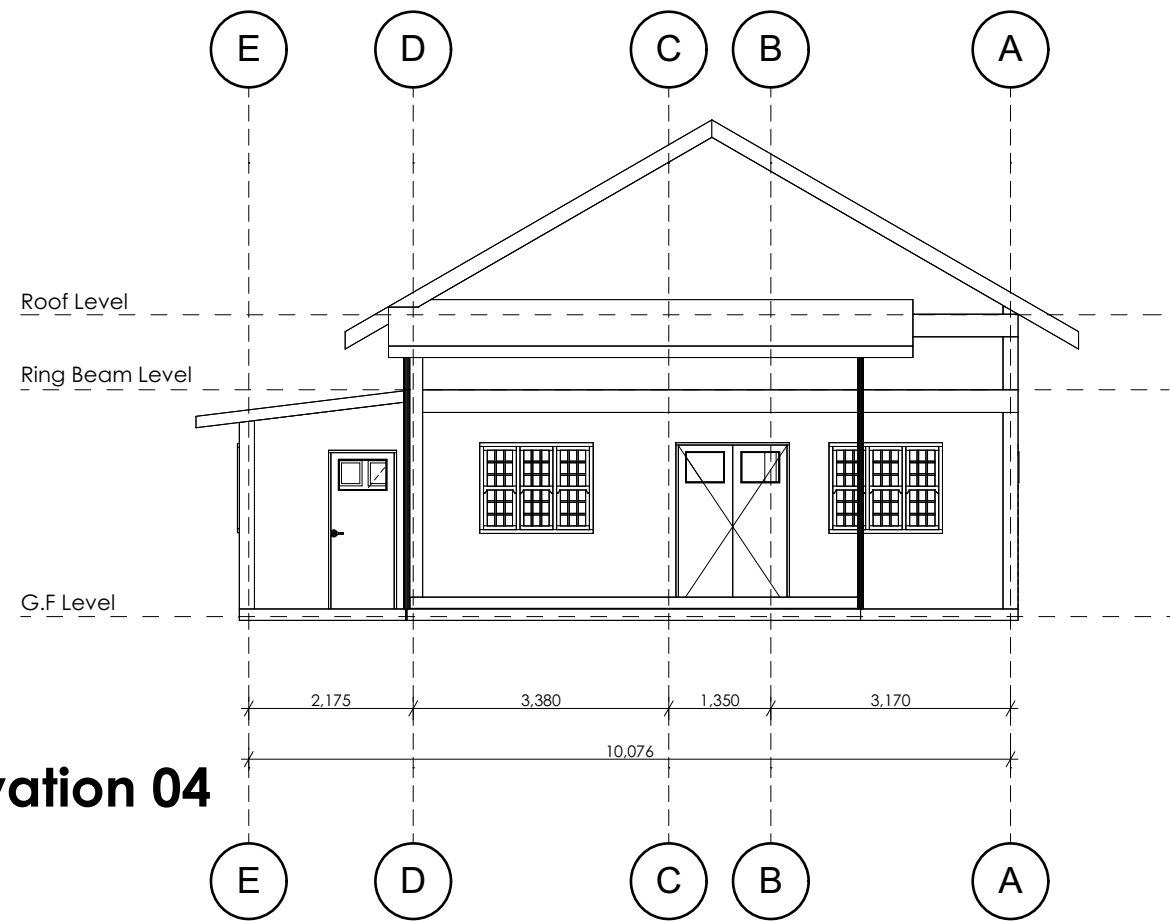 E D C B A
Roof Level
Ring Beam Level
G.F Level
2,175 3,380 1,350 3,170
10,076
vation 04
E D C B A